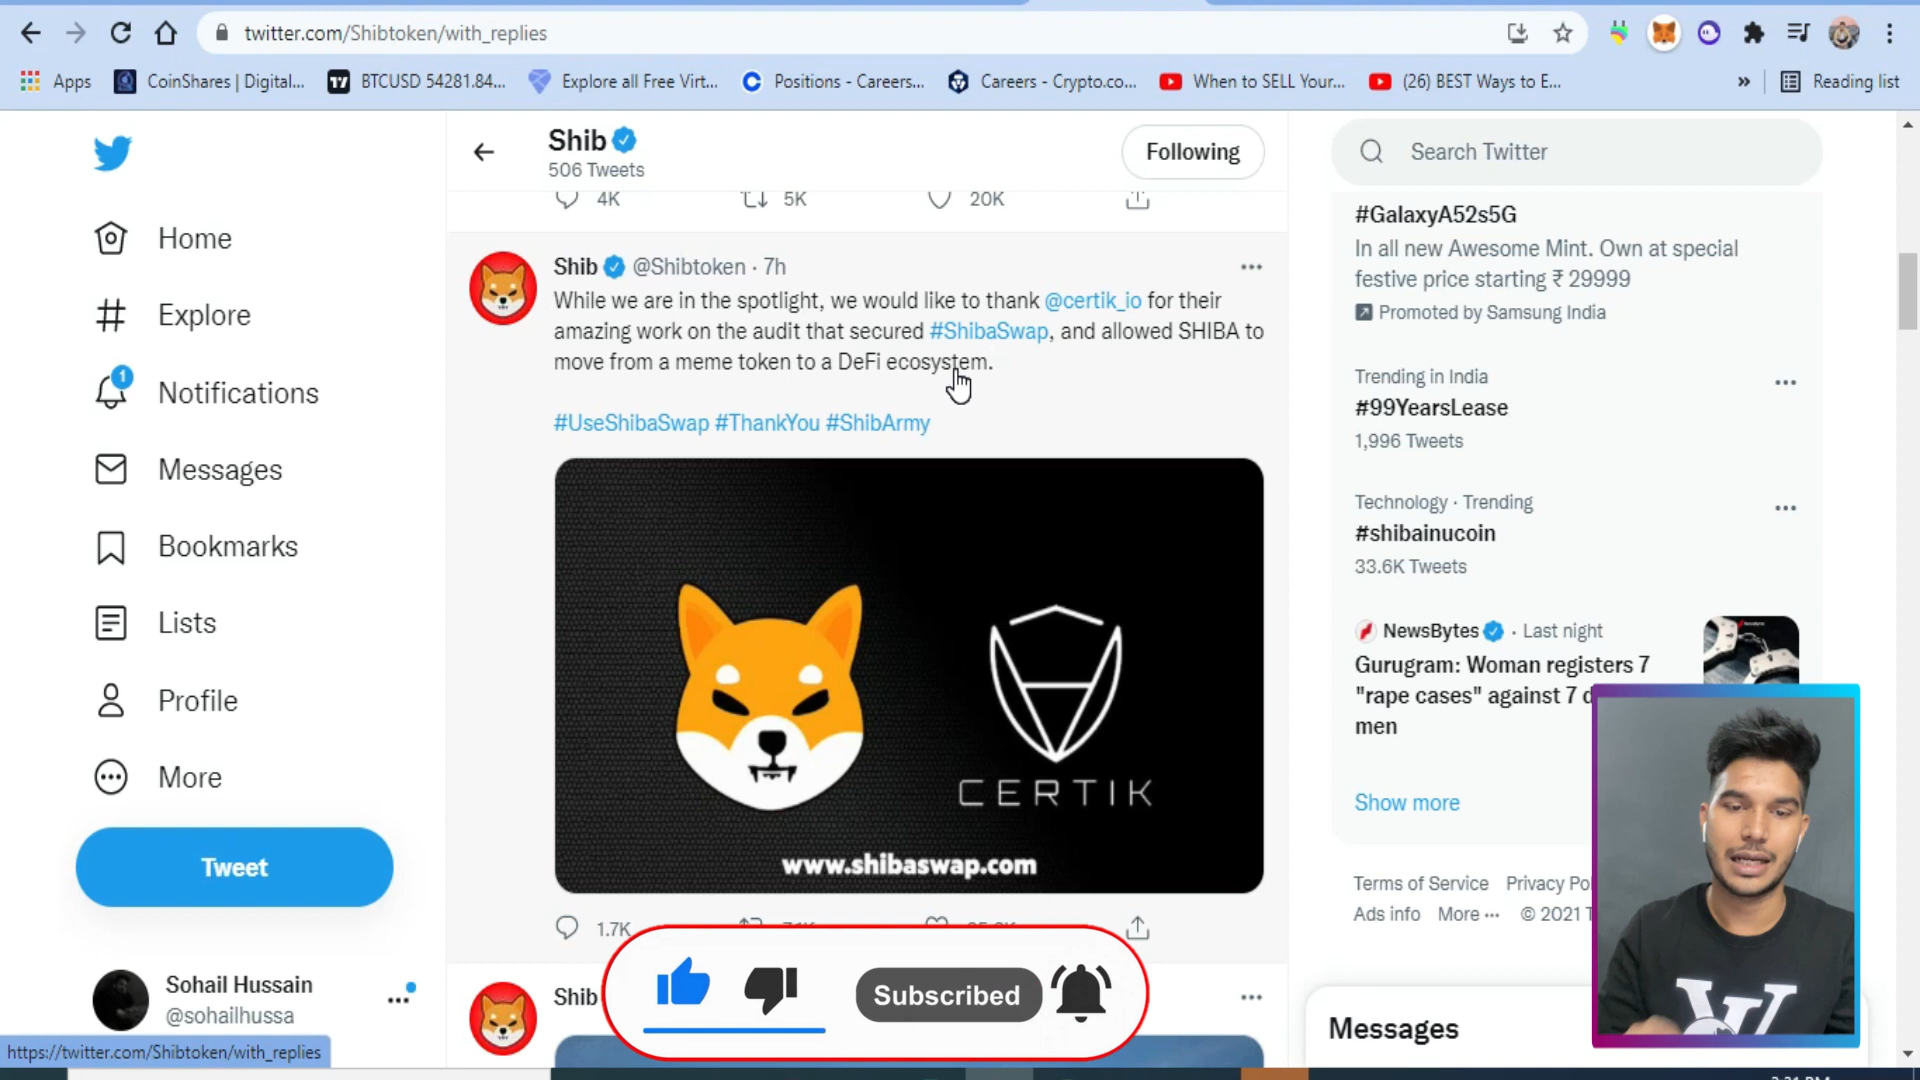 twitter.com/Shibtoken/with_replies
Apps
CoinShares | Digital...
BTCUSD 54281.84...
Explore all Free Virt...
Positions - Careers...
Careers - Crypto.co...
When to SELL Your...
(26) BEST Ways to E...
»
Reading list
Home
Explore
1
Notifications
Messages
Bookmarks
Lists
Profile
More
Tweet
Sohail Hussain
@sohailhussa
https://twitter.com/Shibtoken/with_replies
Shib
506 Tweets
Following
4K
5K
20K
Shib @Shibtoken · 7h
While we are in the spotlight, we would like to thank @certik_io for their
amazing work on the audit that secured #ShibaSwap, and allowed SHIBA to
move from a meme token to a DeFi ecosystem.
#UseShibaSwap #ThankYou #ShibArmy
CERTIK
www.shibaswap.com
1.7K
Shib
Subscribed
Search Twitter
#GalaxyA52s5G
In all new Awesome Mint. Own at special
festive price starting ₹ 29999
Promoted by Samsung India
Trending in India
#99YearsLease
1,996 Tweets
Technology · Trending
#shibainucoin
33.6K Tweets
NewsBytes · Last night
Gurugram: Woman registers 7
"rape cases" against 7
men
Show more
Terms of Service Privacy
Ads info More ··· © 2021
Messages